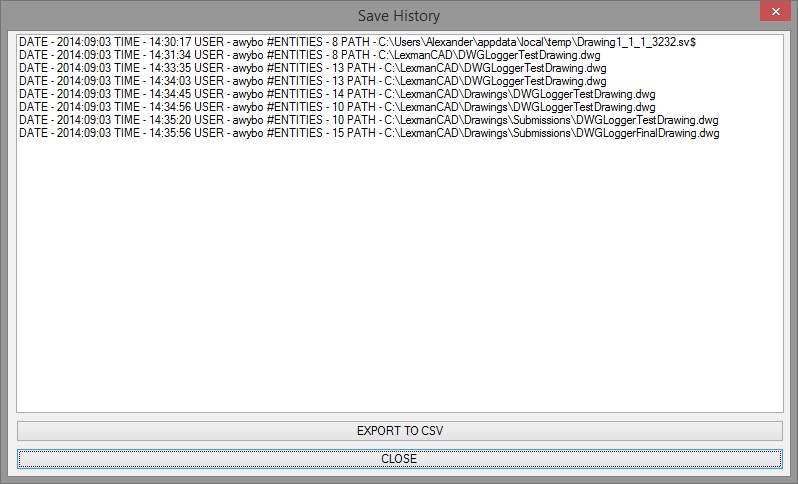 Save History
DATE - 2014:09:03 TIME - 14:30:17 USER - awybo #ENTITIES - 8 PATH - C:\Users\Alexander\appdata\local\temp\Drawing1_1_1_3232.sv$
DATE - 2014:09:03 TIME - 14:31:34 USER - awybo #ENTITIES - 8 PATH - C:\LexmanCAD\DWGLoggerTestDrawing.dwg
DATE - 2014:09:03 TIME - 14:33:35 USER - awybo #ENTITIES - 13 PATH - C:\LexmanCAD\DWGLoggerTestDrawing.dwg
DATE - 2014:09:03 TIME - 14:34:03 USER - awybo #ENTITIES - 13 PATH - C:\LexmanCAD\DWGLoggerTestDrawing.dwg
DATE - 2014:09:03 TIME - 14:34:45 USER - awybo #ENTITIES - 14 PATH - C:\LexmanCAD\Drawings\DWGLoggerTestDrawing.dwg
DATE - 2014:09:03 TIME - 14:34:56 USER - awybo #ENTITIES - 10 PATH - C:\LexmanCAD\Drawings\DWGLoggerTestDrawing.dwg
DATE - 2014:09:03 TIME - 14:35:20 USER - awybo #ENTITIES - 10 PATH - C:\LexmanCAD\Drawings\Submissions\DWGLoggerTestDrawing.dwg
DATE - 2014:09:03 TIME - 14:35:56 USER - awybo #ENTITIES - 15 PATH - C:\LexmanCAD\Drawings\Submissions\DWGLoggerFinalDrawing.dwg
EXPORT TO CSV
CLOSE